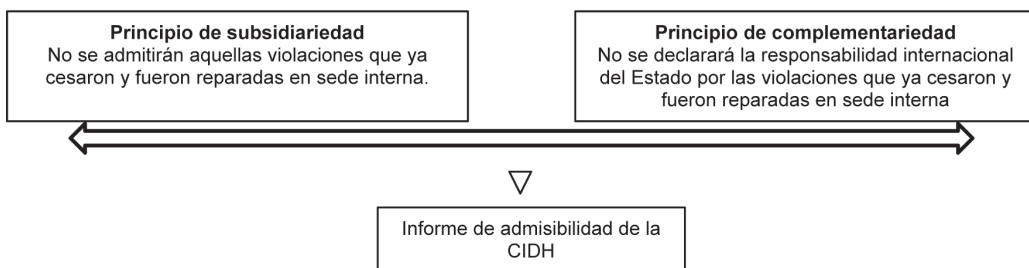 Principio de subsidiariedad
No se admitirán aquellas violaciones que ya
cesaron y fueron reparadas en sede interna.
Principio de complementariedad
No se declarará la responsabilidad internacional
del Estado por las violaciones que ya cesaron y
fueron reparadas en sede interna
Informe de admisibilidad de la
CIDH